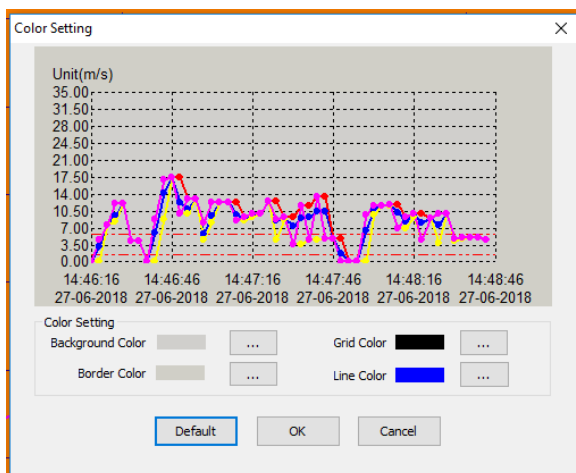 Color Setting
Unit(m/s)
35.00
31.50
28.00
24.50
21.00
17.50
14.00
10.50
7.00
3.50
0.00
14:46:16 14:46:46 14:47:16 14:47:46 14:48:16 14:48:46
27-06-2018 27-06-2018 27-06-2018 27-06-2018 27-06-2018 27-06-2018
Color Setting
Background Color ... Grid Color ...
Border Color ... Line Color ...
Default OK Cancel